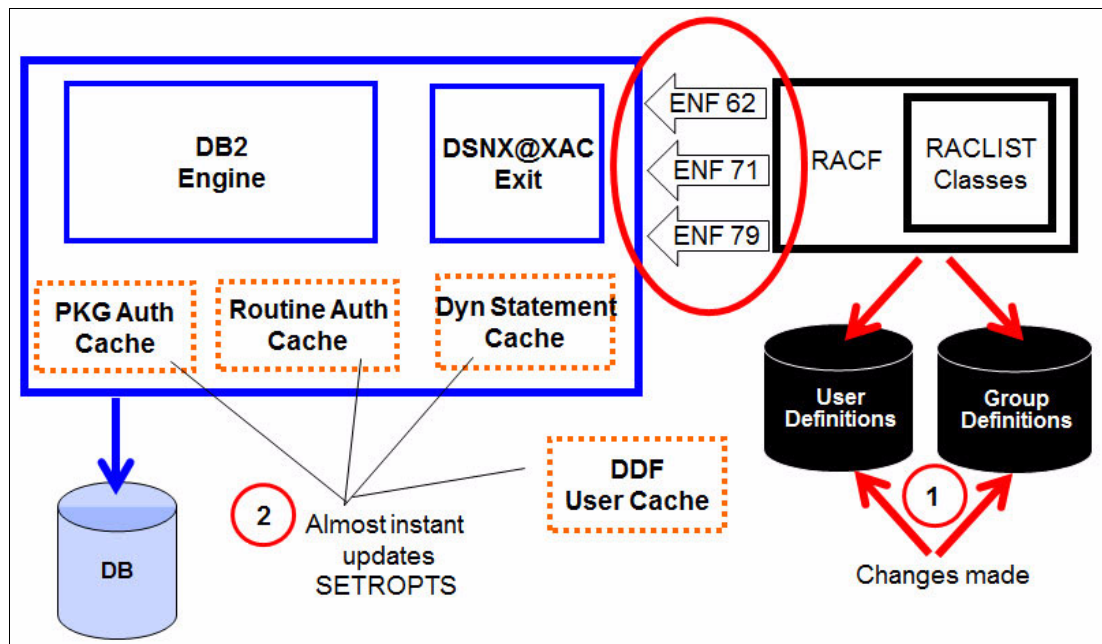 DB2
Engine
DSNX@XAC
Exit
ENF 62
ENF 71
ENF 79
RACF
RACLIST
Classes
PKG Auth
Cache
Routine Auth
Cache
Dyn Statement
Cache
User
Definitions
Group
Definitions
DDF
User Cache
1
Changes made
2
Almost instant
updates
SETROPTS
DB